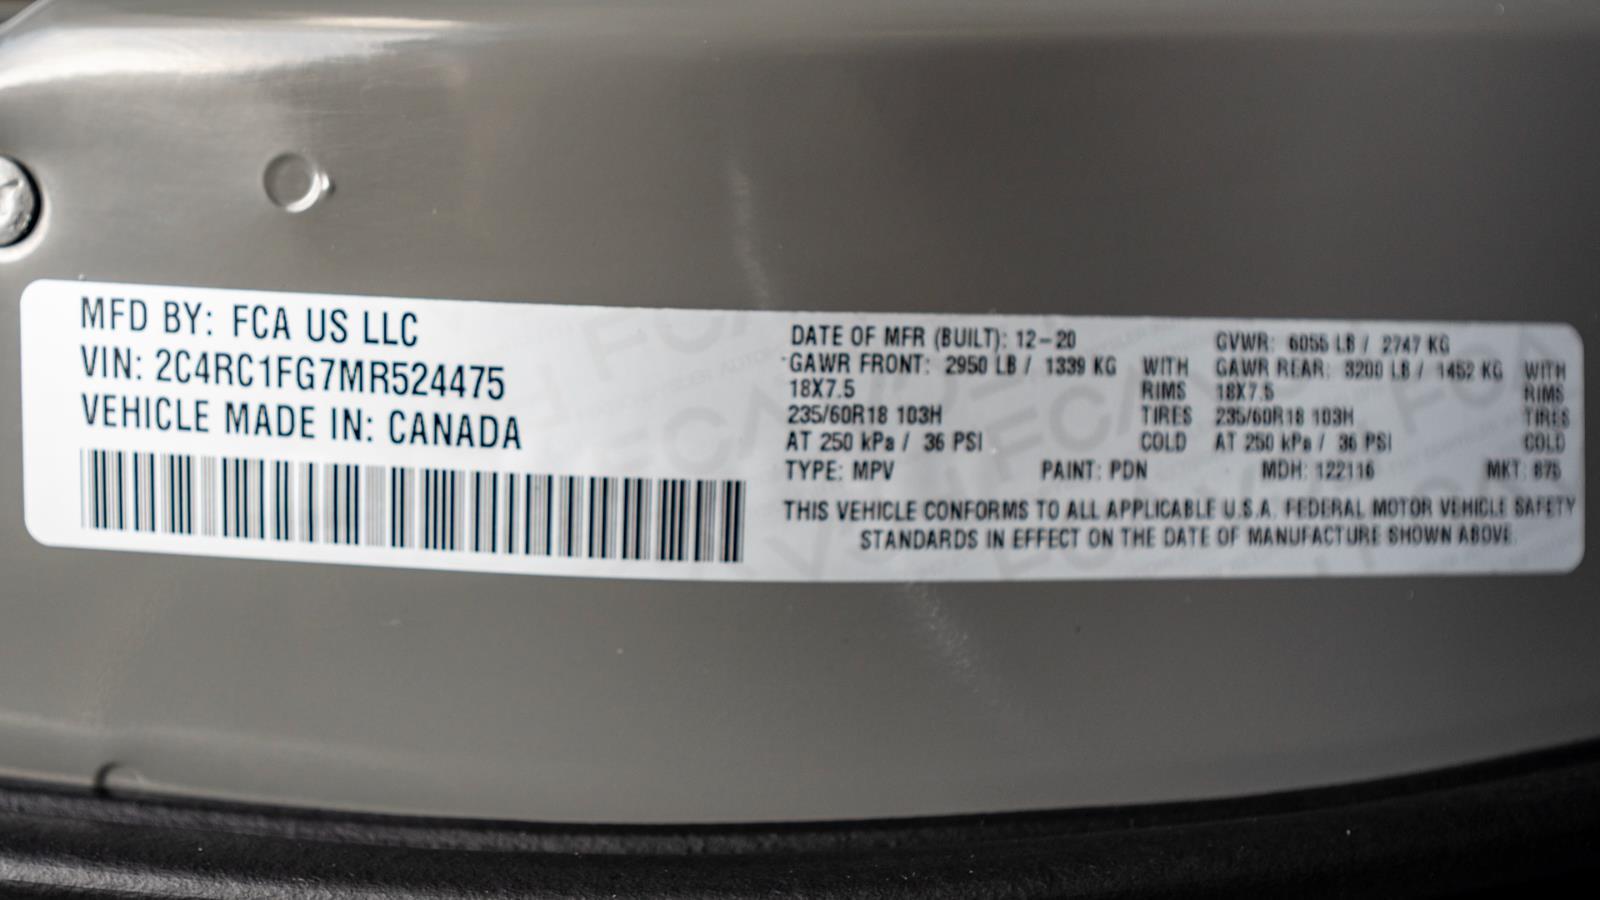 MFD BY: FCA US LLC
VIN: 2C4RC1FG7MR524475
VEHICLE MADE IN: CANADA
DATE OF MFR (BUILT): 12-20 GVWR: 6055 LB / 2747 KG
GAWR FRONT: 2950 LB / 1339 KG WITH GAWR REAR: 3200 LB / 1452 KG WITH
18X7.5 RIMS 18X7.5 RIMS
235/60R18 103H TIRES 235/60R18 103H TIRES
AT 250 kPa / 36 PSI COLD AT 250 kPa / 36 PSI COLD
TYPE: MPV PAINT: PDN MDH: 122116 MKT: 875
THIS VEHICLE CONFORMS TO ALL APPLICABLE U.S.A. FEDERAL MOTOR VEHICLE SAFETY
STANDARDS IN EFFECT ON THE DATE OF MANUFACTURE SHOWN ABOVE.